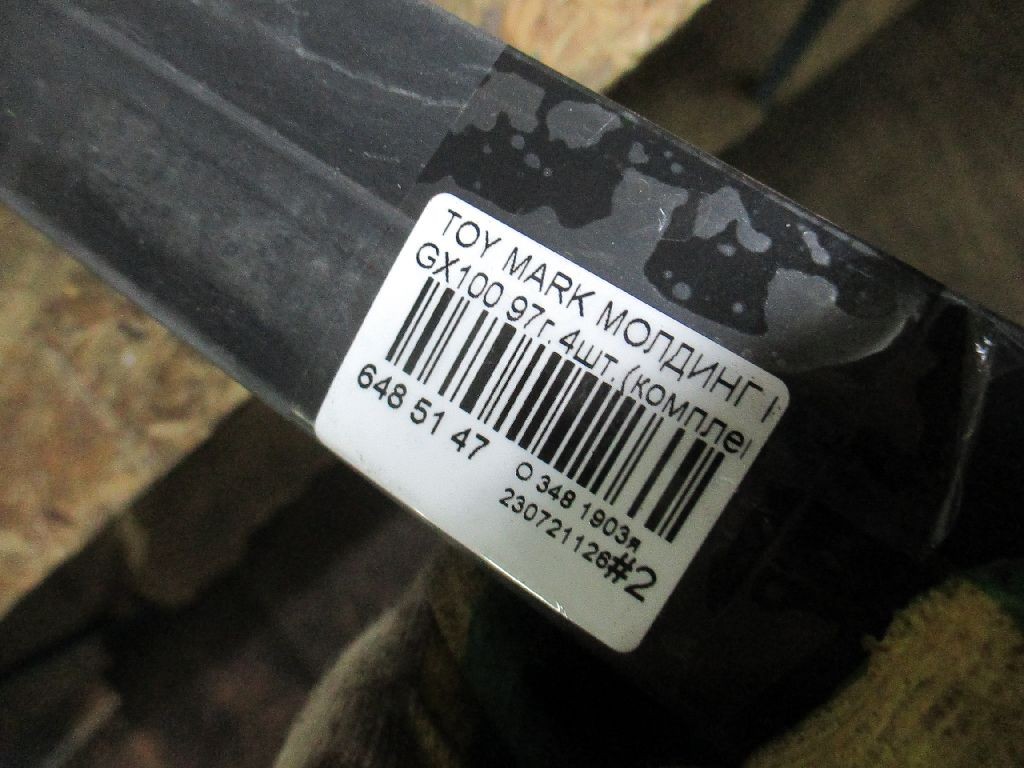 TOY MARK МОЛДИНГ
GX100 97г. 4шт. (компле
648 51 47
О 348 1903я
230721126#2